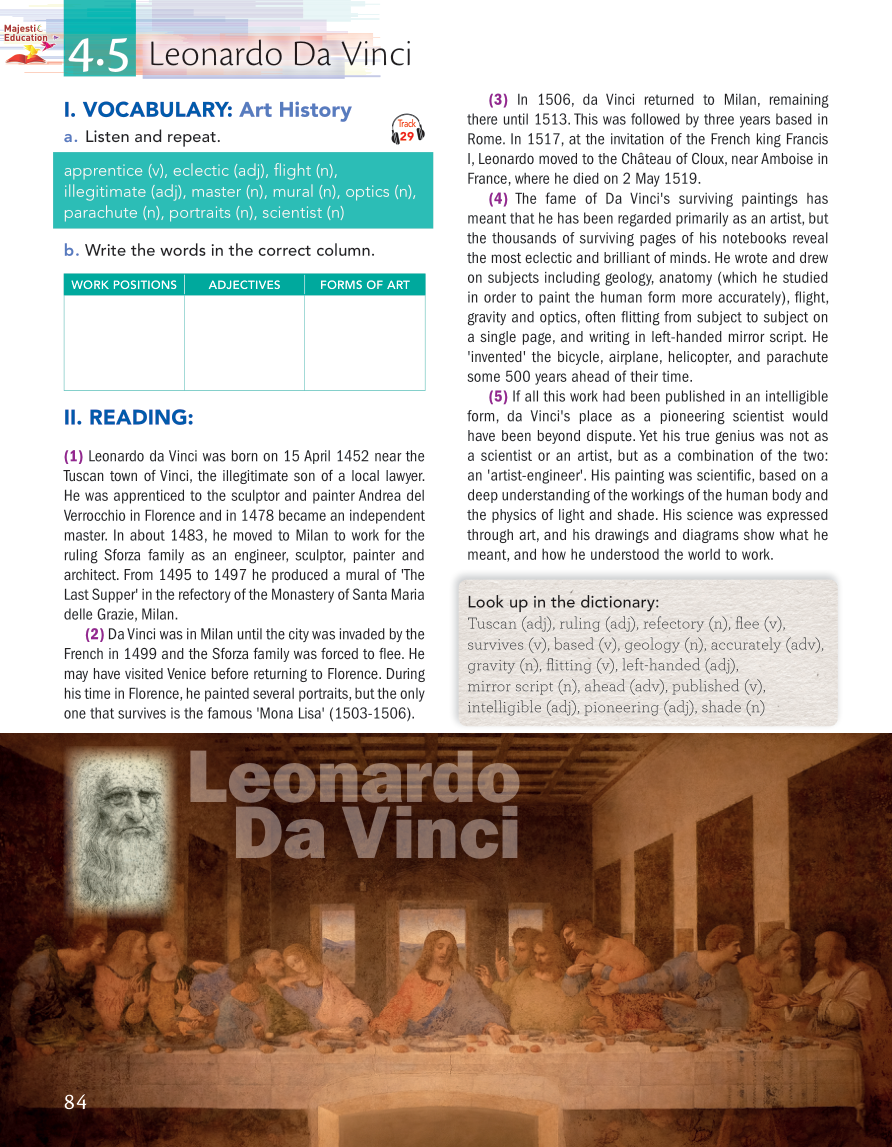 Majestic
Education
4.5 Leonardo Da Vinci
I. VOCABULARY: Art History
a. Listen and repeat.
Track
29
apprentice (v), eclectic (adj), flight (n),
illegitimate (adj), master (n), mural (n), optics (n),
parachute (n), portraits (n), scientist (n)
b. Write the words in the correct column.
WORK POSITIONS ADJECTIVES FORMS OF ART
II. READING:
(1) Leonardo da Vinci was born on 15 April 1452 near the
Tuscan town of Vinci, the illegitimate son of a local lawyer.
He was apprenticed to the sculptor and painter Andrea del
Verrocchio in Florence and in 1478 became an independent
master. In about 1483, he moved to Milan to work for the
ruling Sforza family as an engineer, sculptor, painter and
architect. From 1495 to 1497 he produced a mural of 'The
Last Supper' in the refectory of the Monastery of Santa Maria
delle Grazie, Milan.
(2) Da Vinci was in Milan until the city was invaded by the
French in 1499 and the Sforza family was forced to flee. He
may have visited Venice before returning to Florence. During
his time in Florence, he painted several portraits, but the only
one that survives is the famous 'Mona Lisa' (1503-1506).
(3) In 1506, da Vinci returned to Milan, remaining
there until 1513. This was followed by three years based in
Rome. In 1517, at the invitation of the French king Francis
I, Leonardo moved to the Château of Cloux, near Amboise in
France, where he died on 2 May 1519.
(4) The fame of Da Vinci's surviving paintings has
meant that he has been regarded primarily as an artist, but
the thousands of surviving pages of his notebooks reveal
the most eclectic and brilliant of minds. He wrote and drew
on subjects including geology, anatomy (which he studied
in order to paint the human form more accurately), flight,
gravity and optics, often flitting from subject to subject on
a single page, and writing in left-handed mirror script. He
'invented' the bicycle, airplane, helicopter, and parachute
some 500 years ahead of their time.
(5) If all this work had been published in an intelligible
form, da Vinci's place as a pioneering scientist would
have been beyond dispute. Yet his true genius was not as
a scientist or an artist, but as a combination of the two:
an 'artist-engineer'. His painting was scientific, based on a
deep understanding of the workings of the human body and
the physics of light and shade. His science was expressed
through art, and his drawings and diagrams show what he
meant, and how he understood the world to work.
Look up in the dictionary:
Tuscan (adj), ruling (adj), refectory (n), flee (v),
survives (v), based (v), geology (n), accurately (adv),
gravity (n), flitting (v), left-handed (adj),
mirror script (n), ahead (adv), published (v),
intelligible (adj), pioneering (adj), shade (n)
Leonardo
Da Vinci
84